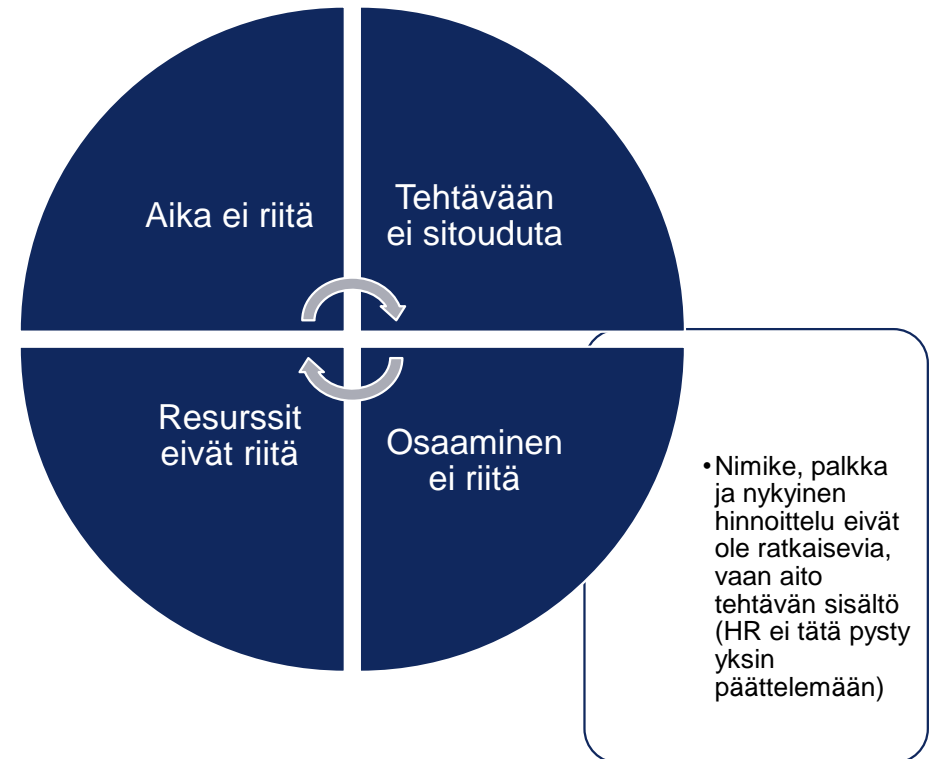 Aika ei riitä
Tehtävään
ei sitouduta
Resurssit
eivät riitä
Osaaminen
ei riitä
•Nimike, palkka
ja nykyinen
hinnoittelu eivät
ole ratkaisevia,
vaan aito
tehtävän sisältö
(HR ei tätä pysty
yksin
päättelemään)